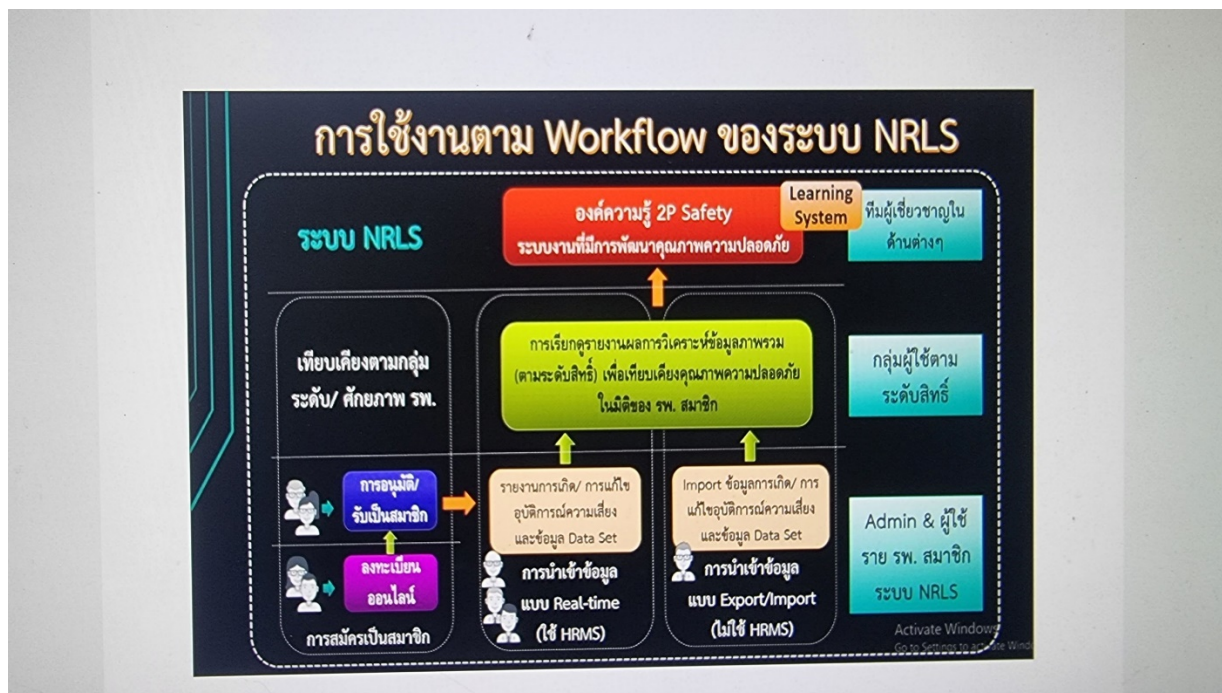 การใช้งานตาม Workflow ของระบบ NRLS
ระบบ NRLS
องค์ความรู้ 2P Safety
ระบบงานที่มีการพัฒนาคุณภาพความปลอดภัย
Learning
System
ทีมผู้เชี่ยวชาญใน
ด้านต่างๆ
เทียบเคียงตามกลุ่ม
ระดับ/ ศักยภาพ รพ.
การเรียกดูรายงานผลการวิเคราะห์ข้อมูลภาพรวม
(ตามระดับสิทธิ์) เพื่อเทียบเคียงคุณภาพความปลอดภัย
ในมิติของ รพ. สมาชิก
กลุ่มผู้ใช้ตาม
ระดับสิทธิ์
การอนุมัติ/
รับเป็นสมาชิก
ลงทะเบียน
ออนไลน์
การสมัครเป็นสมาชิก
รายงานการเกิด/ การแก้ไข
อุบัติการณ์ความเสี่ยง
และข้อมูล Data Set
การนำเข้าข้อมูล
แบบ Real-time
(ใช้ HRMS)
Import ข้อมูลการเกิด/ การ
แก้ไขอุบัติการณ์ความเสี่ยง
และข้อมูล Data Set
การนำเข้าข้อมูล
แบบ Export/Import
(ไม่ใช้ HRMS)
Admin & ผู้ใช้
ราย รพ. สมาชิก
ระบบ NRLS
Activate Windows
Go to Settings to activate Wind